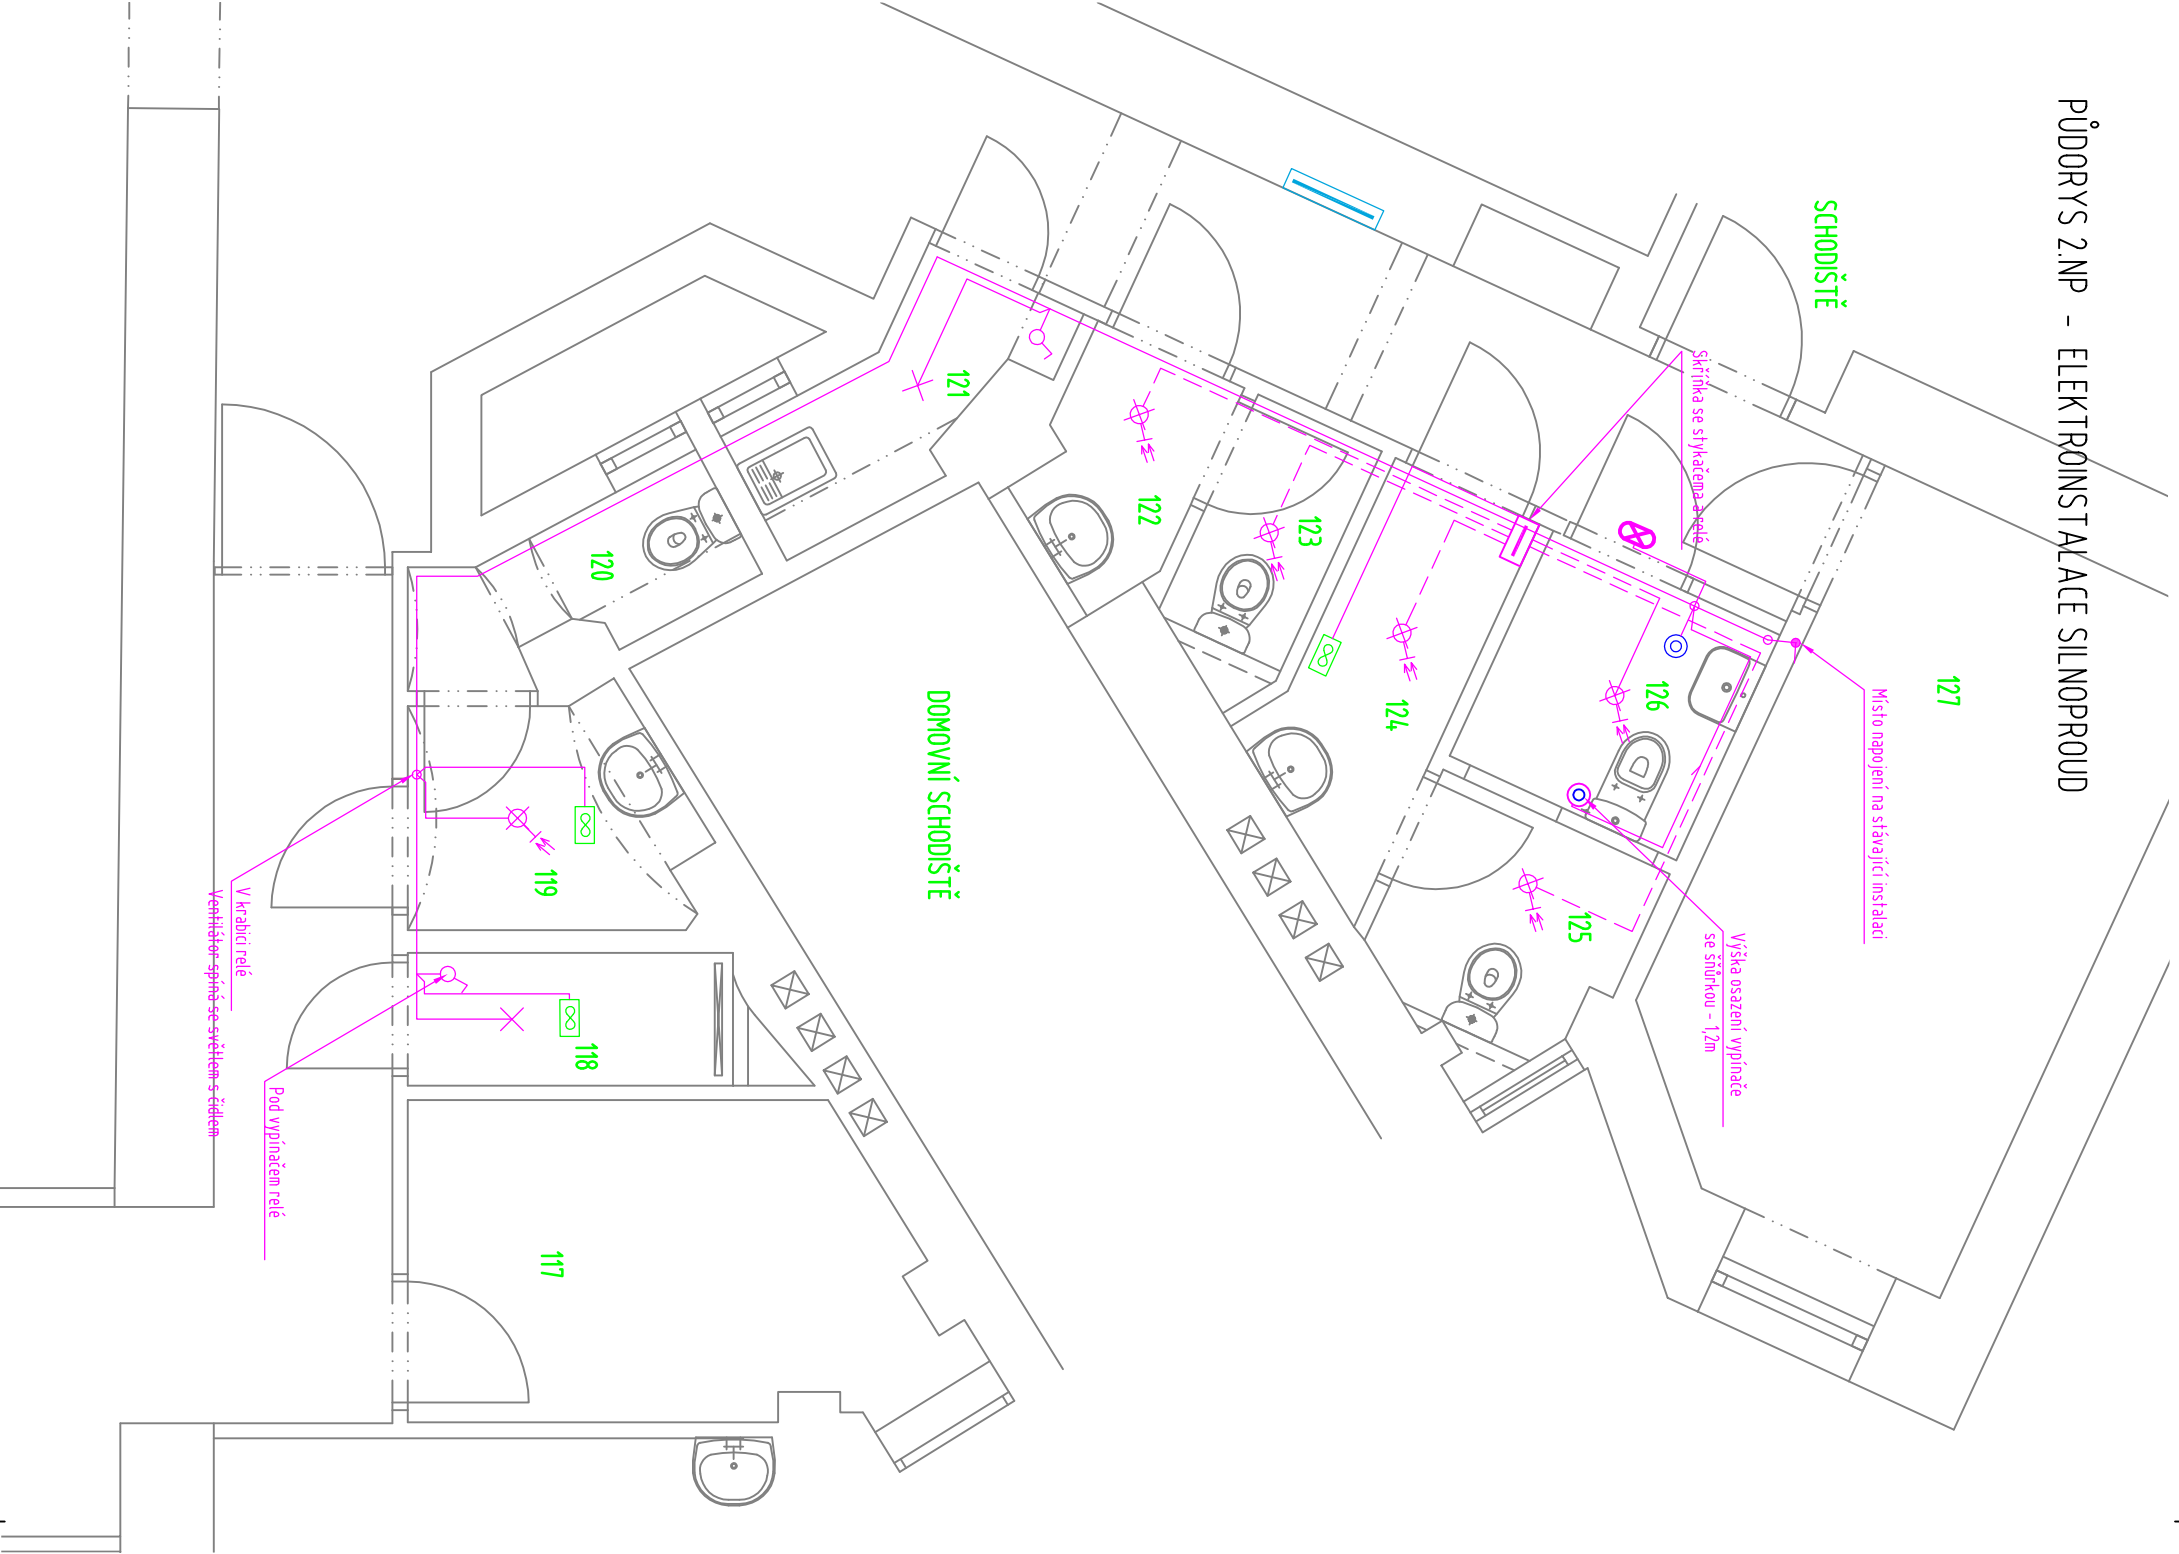 PŮDORYS 2.NP - ELEKTROINSTALACE SILNOPROUD
SCHODIŠTĚ
Skříňka se stykačem a relé
127
Místo napojení na stávající instalaci
126
121
122
123
124
125
Výška osazení vypínače
se šňůrkou - 1,2m
120
DOMOVNÍ SCHODIŠTĚ
119
V krabici relé
Ventilátor spíná se světlem s čidlem
118
Pod vypínačem relé
117